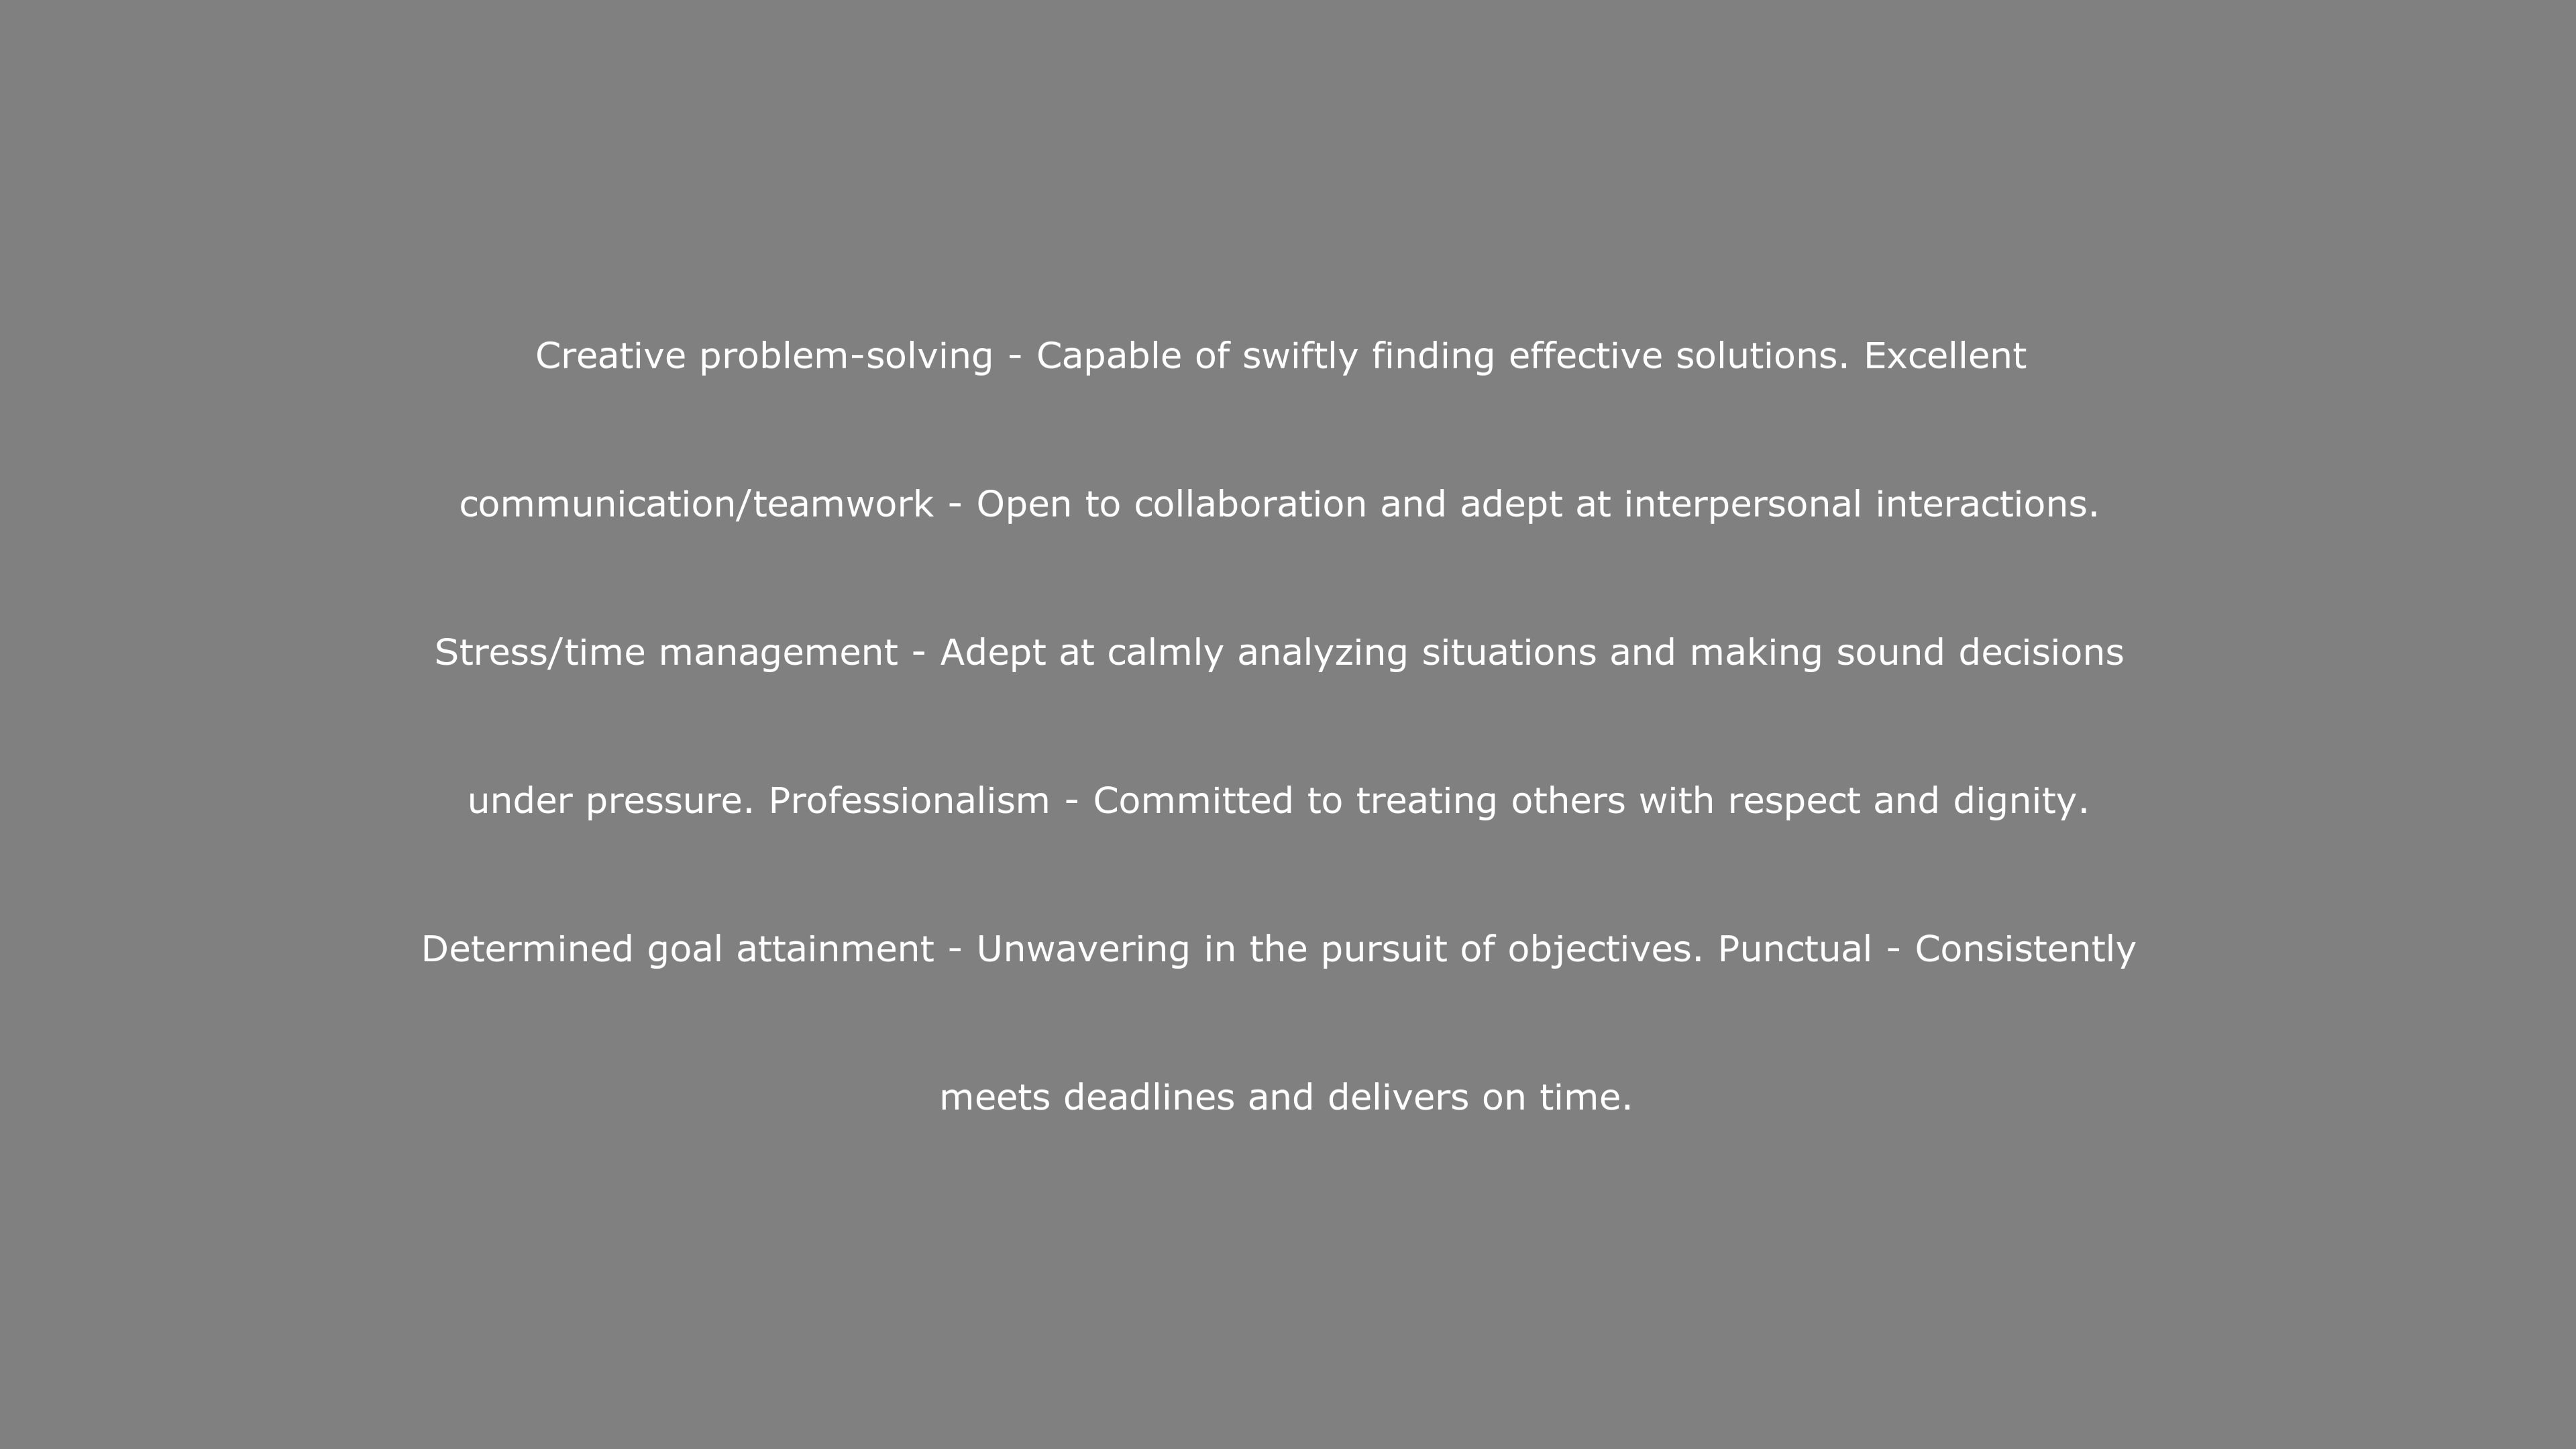 Creative problem-solving - Capable of swiftly finding effective solutions. Excellent
communication/teamwork - Open to collaboration and adept at interpersonal interactions.
Stress/time management - Adept at calmly analyzing situations and making sound decisions
under pressure. Professionalism - Committed to treating others with respect and dignity.
Determined goal attainment - Unwavering in the pursuit of objectives. Punctual - Consistently
meets deadlines and delivers on time.